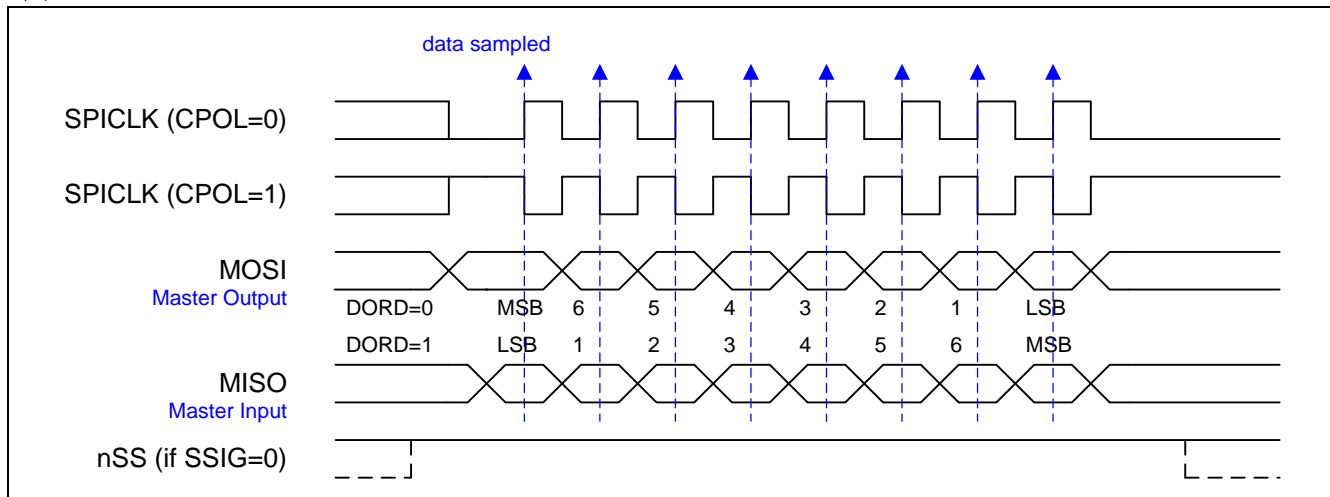 data sampled
SPICLK (CPOL=0)
SPICLK (CPOL=1)
MOSI
Master Output
DORD=0 MSB 6 5 4 3 2 1 LSB
DORD=1 LSB 1 2 3 4 5 6 MSB
MISO
Master Input
nSS (if SSIG=0)